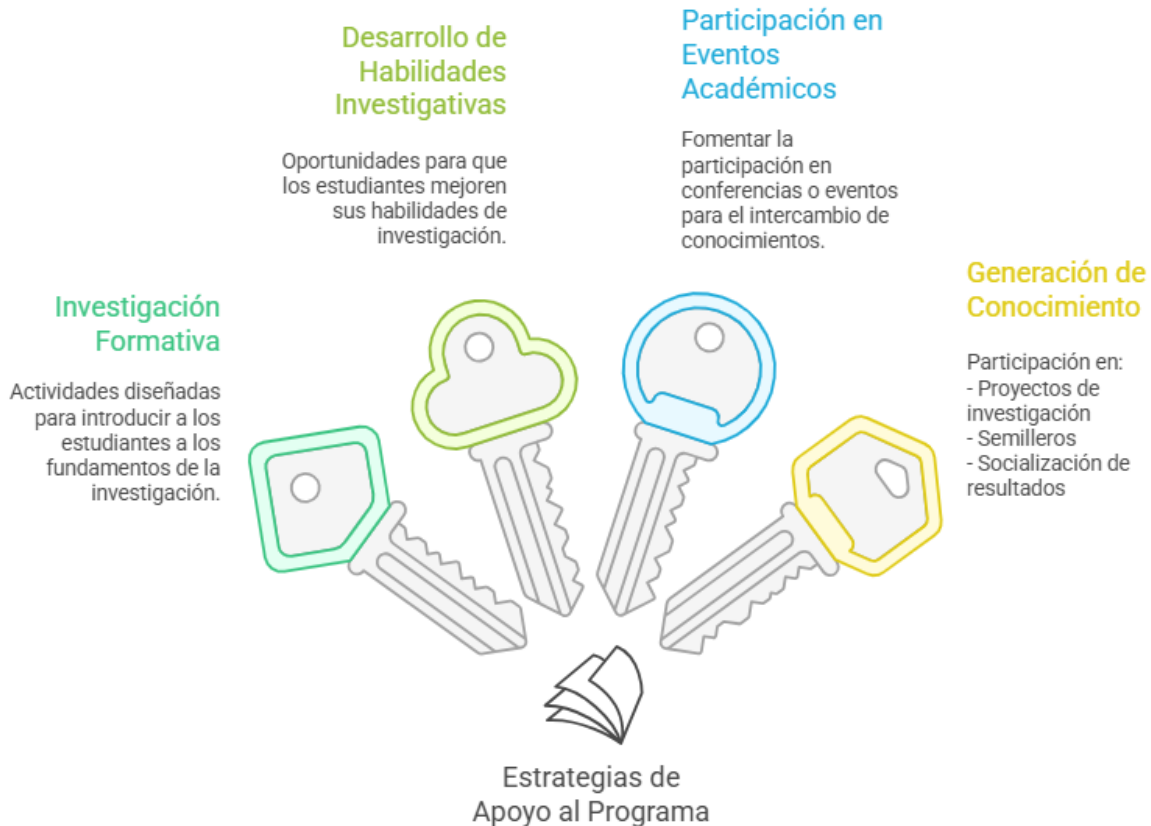 Desarrollo de
Habilidades
Investigativas
Oportunidades para que
los estudiantes mejoren
sus habilidades de
investigación.
Participación en
Eventos
Académicos
Fomentar la
participación en
conferencias o eventos
para el intercambio de
conocimientos.
Investigación
Formativa
Actividades diseñadas
para introducir a los
estudiantes a los
fundamentos de la
investigación.
Generación de
Conocimiento
Participación en:
- Proyectos de
investigación
- Semilleros
- Socialización de
resultados
Estrategias de
Apoyo al Programa